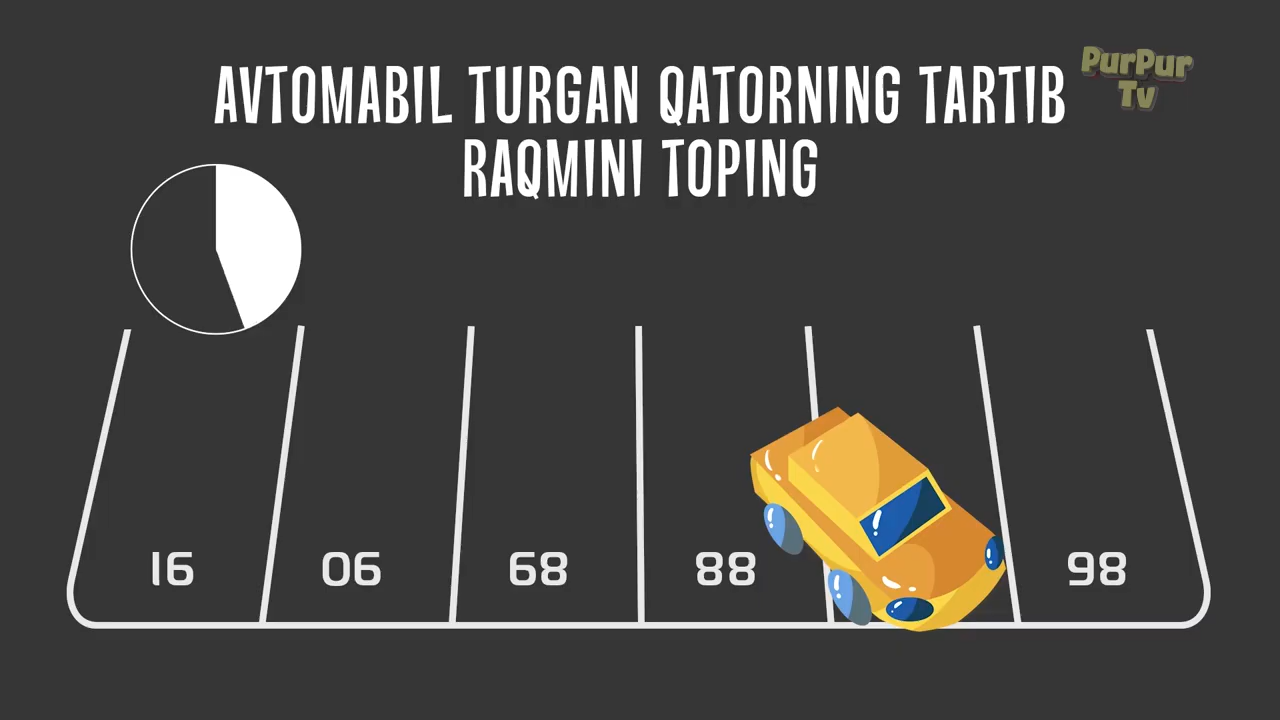 AVTOMABIL TURGAN QATORNING TARTIB
RAQMINI TOPING
PurPur
Tv
16 06 68 88 98